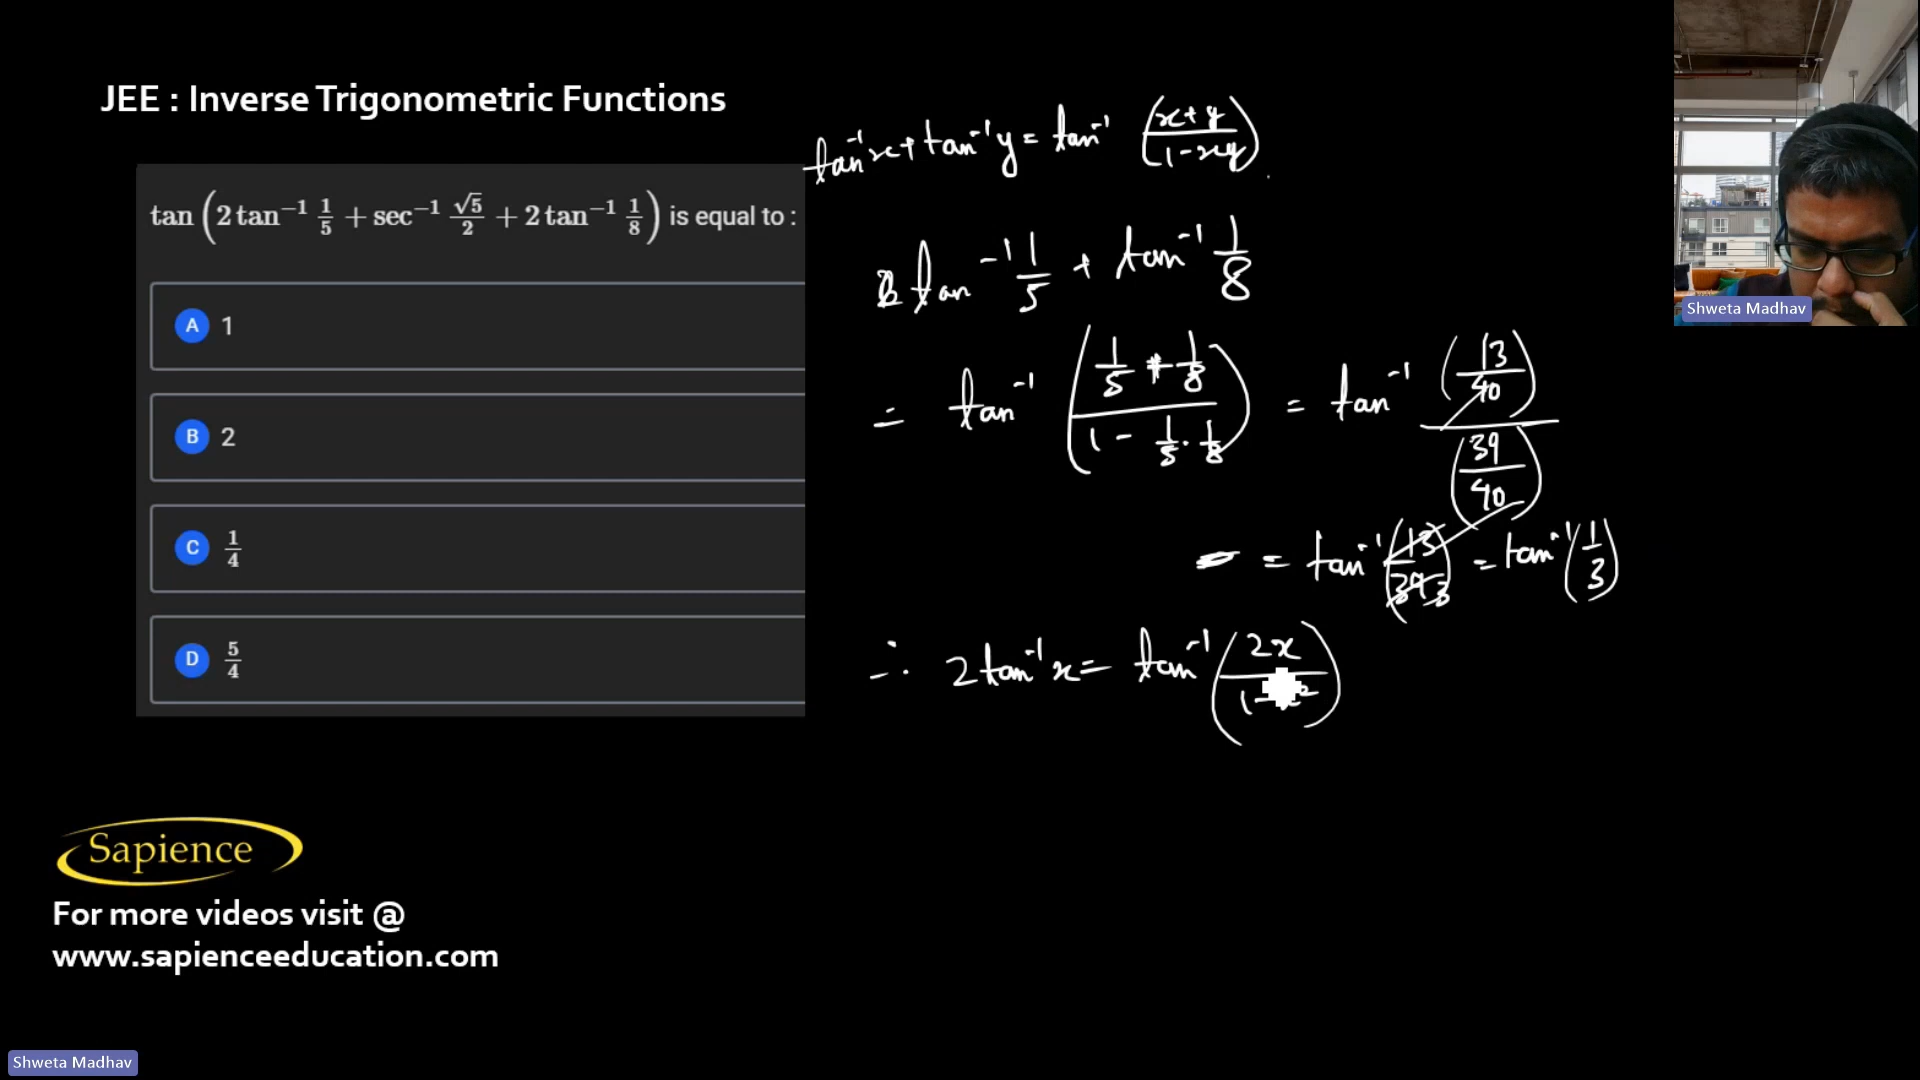 JEE : Inverse Trigonometric Functions
tan (2 tan⁻¹ 1/5 + sec⁻¹ √5/2 + 2 tan⁻¹ 1/8) is equal to :
A 1
B 2
C 1/4
D 5/4
tan⁻¹x + tan⁻¹y = tan⁻¹ (x+y/1-xy)
tan⁻¹ 1/5 + tan⁻¹ 1/8
= tan⁻¹ (1/5 + 1/8 / 1 - 1/5 · 1/8) = tan⁻¹ (13/40) / (39/40)
= tan⁻¹ (13/39 3) = tan⁻¹ (1/3)
∴ 2tan⁻¹x = tan⁻¹ (2x/1-x²)
Sapience
For more videos visit @
www.sapienceeducation.com
Shweta Madhav
Shweta Madhav